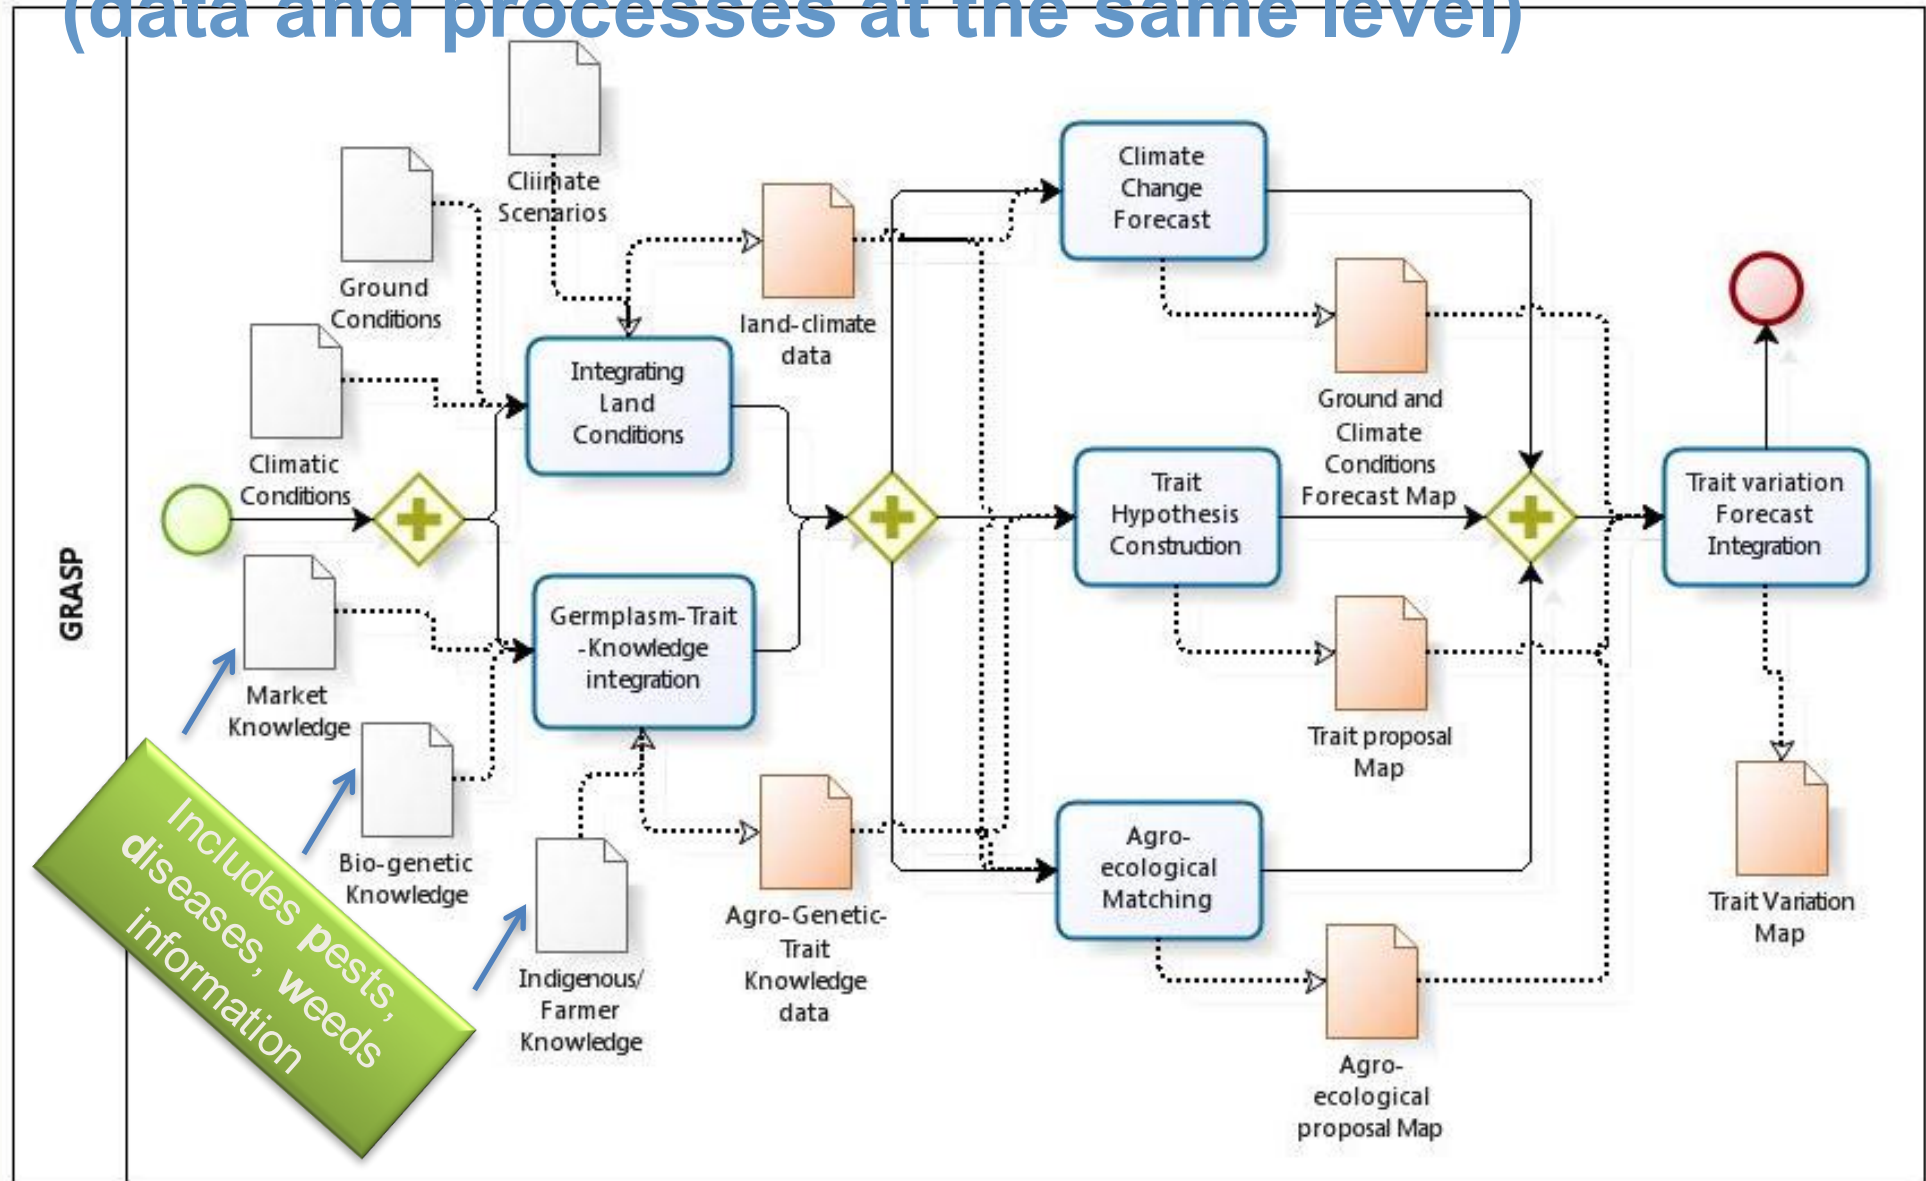 (data and processes at the same level)
GRASP
Cliimate
Scenarios
Ground
Conditions
Climatic
Conditions
Market
Knowledge
Bio-genetic
Knowledge
Indigenous/
Farmer
Knowledge
Includes pests,
diseases, weeds
information
Integrating
Land
Conditions
Germplasm-Trait
-Knowledge
integration
land-climate
data
Agro-Genetic-
Trait
Knowledge
data
Climate
Change
Forecast
Trait
Hypothesis
Construction
Agro-
ecological
Matching
Ground and
Climate
Conditions
Forecast Map
Trait proposal
Map
Agro-
ecological
proposal Map
Trait variation
Forecast
Integration
Trait Variation
Map